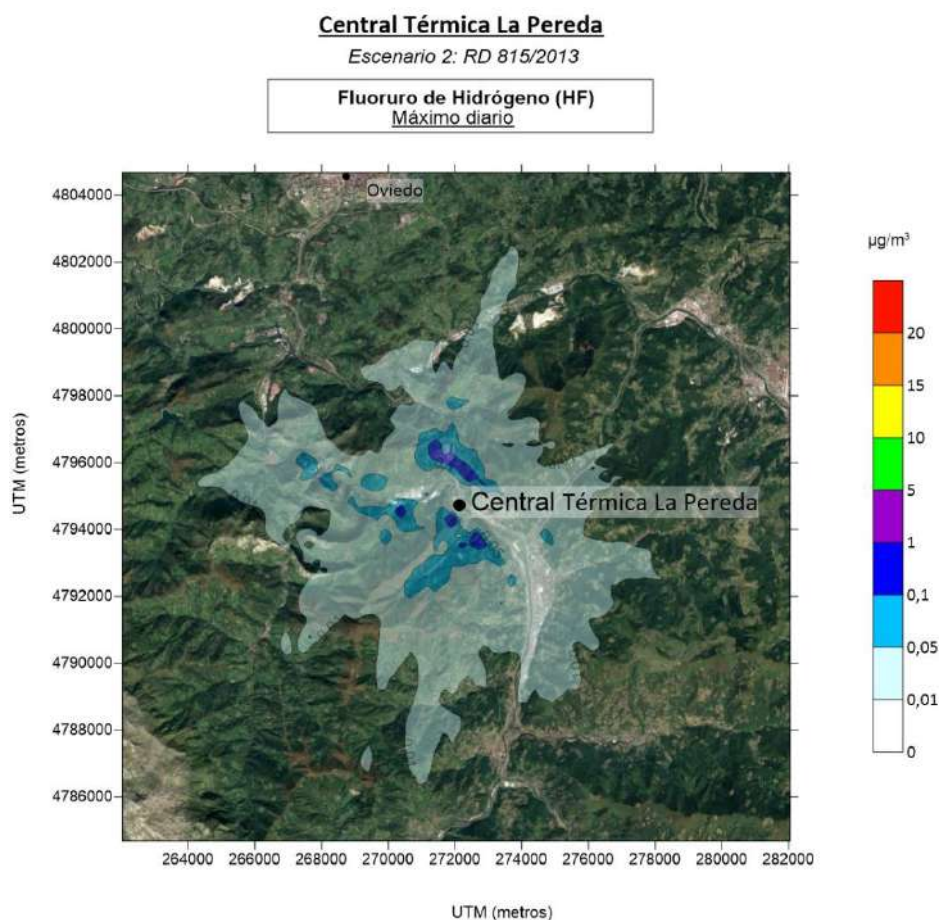 Central Térmica La Pereda
Escenario 2: RD 815/2013
Fluoruro de Hidrógeno (HF)
Máximo diario
Oviedo
Central Térmica La Pereda
UTM (metros)
4804000
4802000
4800000
4798000
4796000
4794000
4792000
4790000
4788000
4786000
264000 266000 268000 270000 272000 274000 276000 278000 280000 282000
UTM (metros)
µg/m³
20
15
10
5
1
0,1
0,05
0,01
0